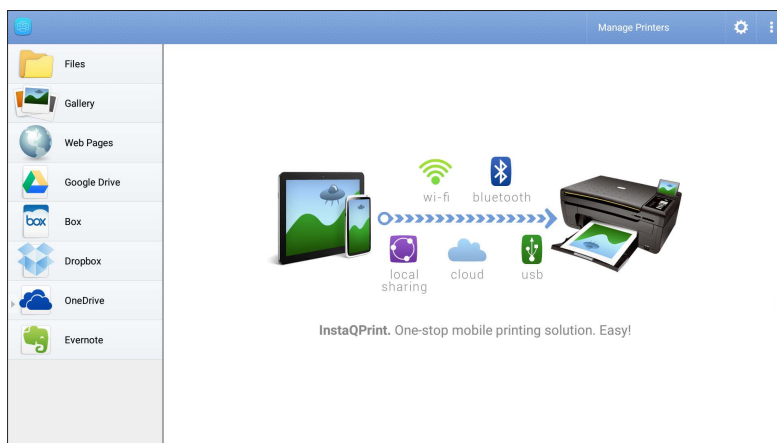 Manage Printers
Files
Gallery
Web Pages
Google Drive
box
Box
Dropbox
OneDrive
Evernote
wi-fi
bluetooth
local
sharing
cloud
usb
InstaQPrint. One-stop mobile printing solution. Easy!